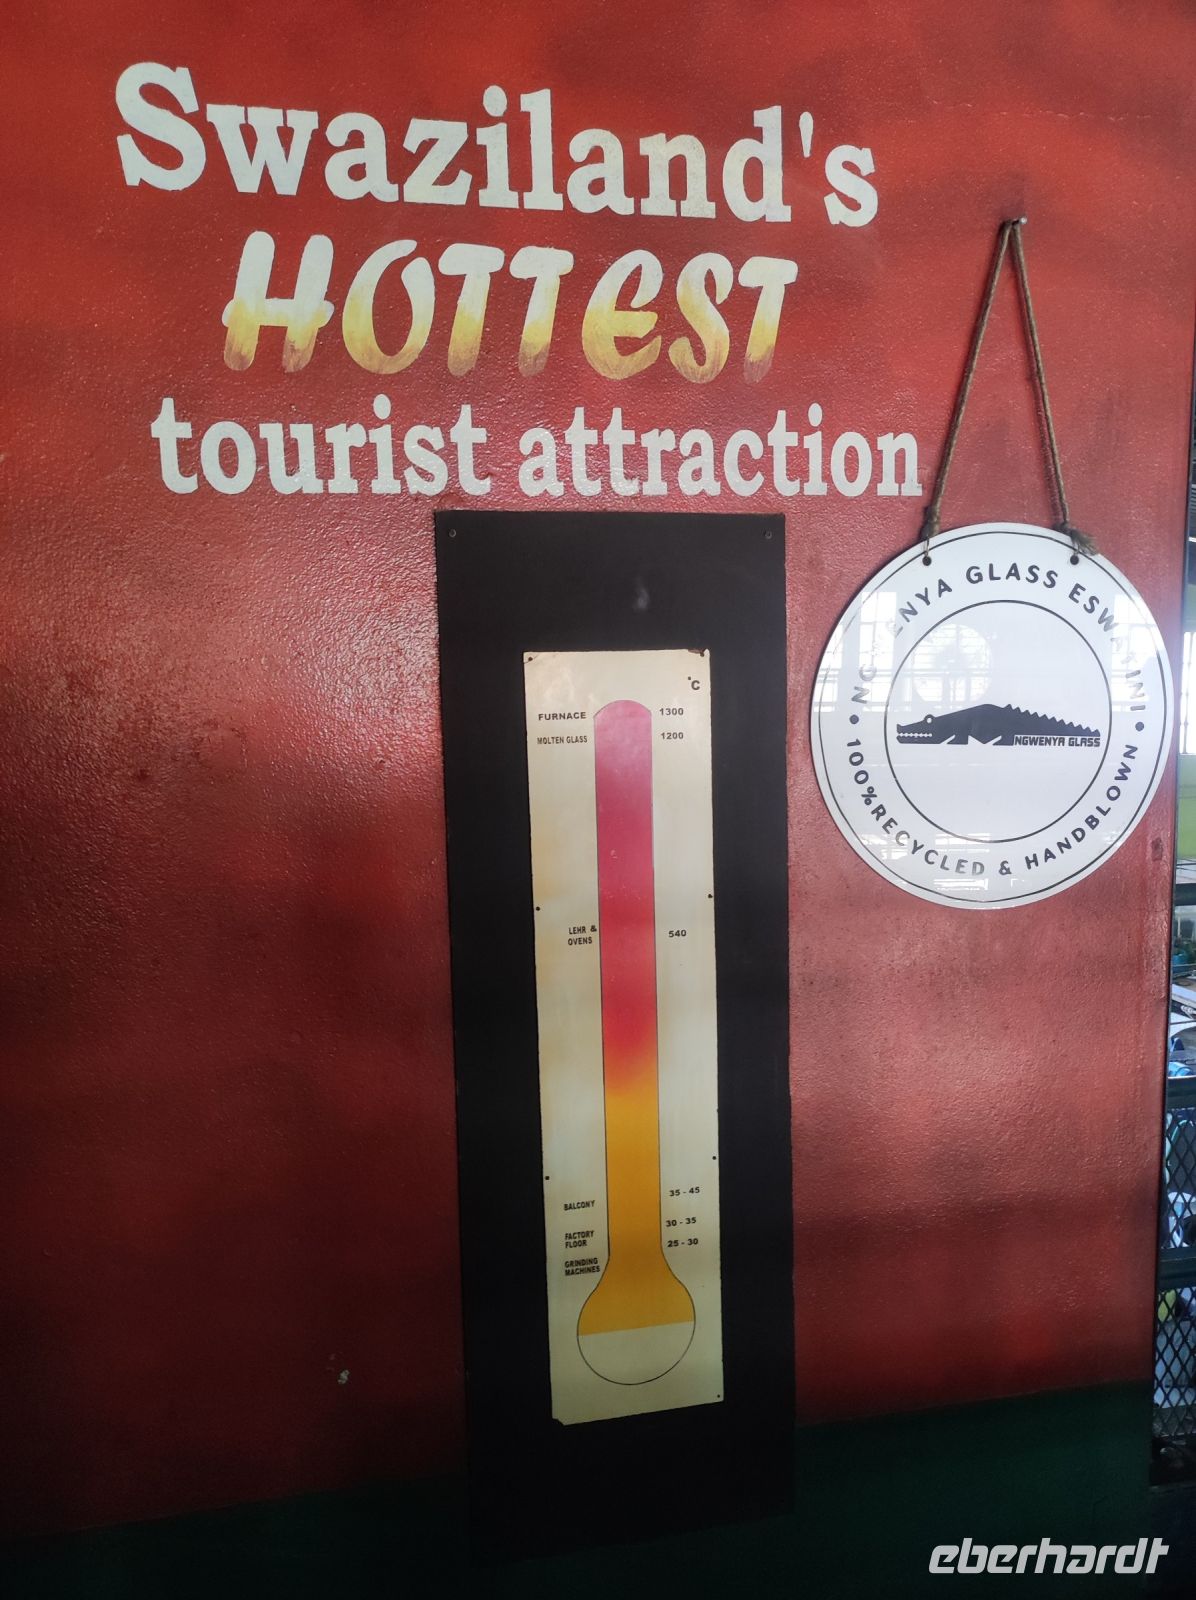 Swaziland's
HOTTEST
tourist attraction
°C
FURNACE 1300
MOLTEN GLASS 1200
LEHR & 540
OVENS
35 - 45
BALCONY
30 - 35
FACTORY
FLOOR 25 - 30
GRINDING
MACHINES
NGWENYA GLASS ESWATINI
NGWENYA GLASS
• 100% RECYCLED & HANDBLOWN •
eberhardt